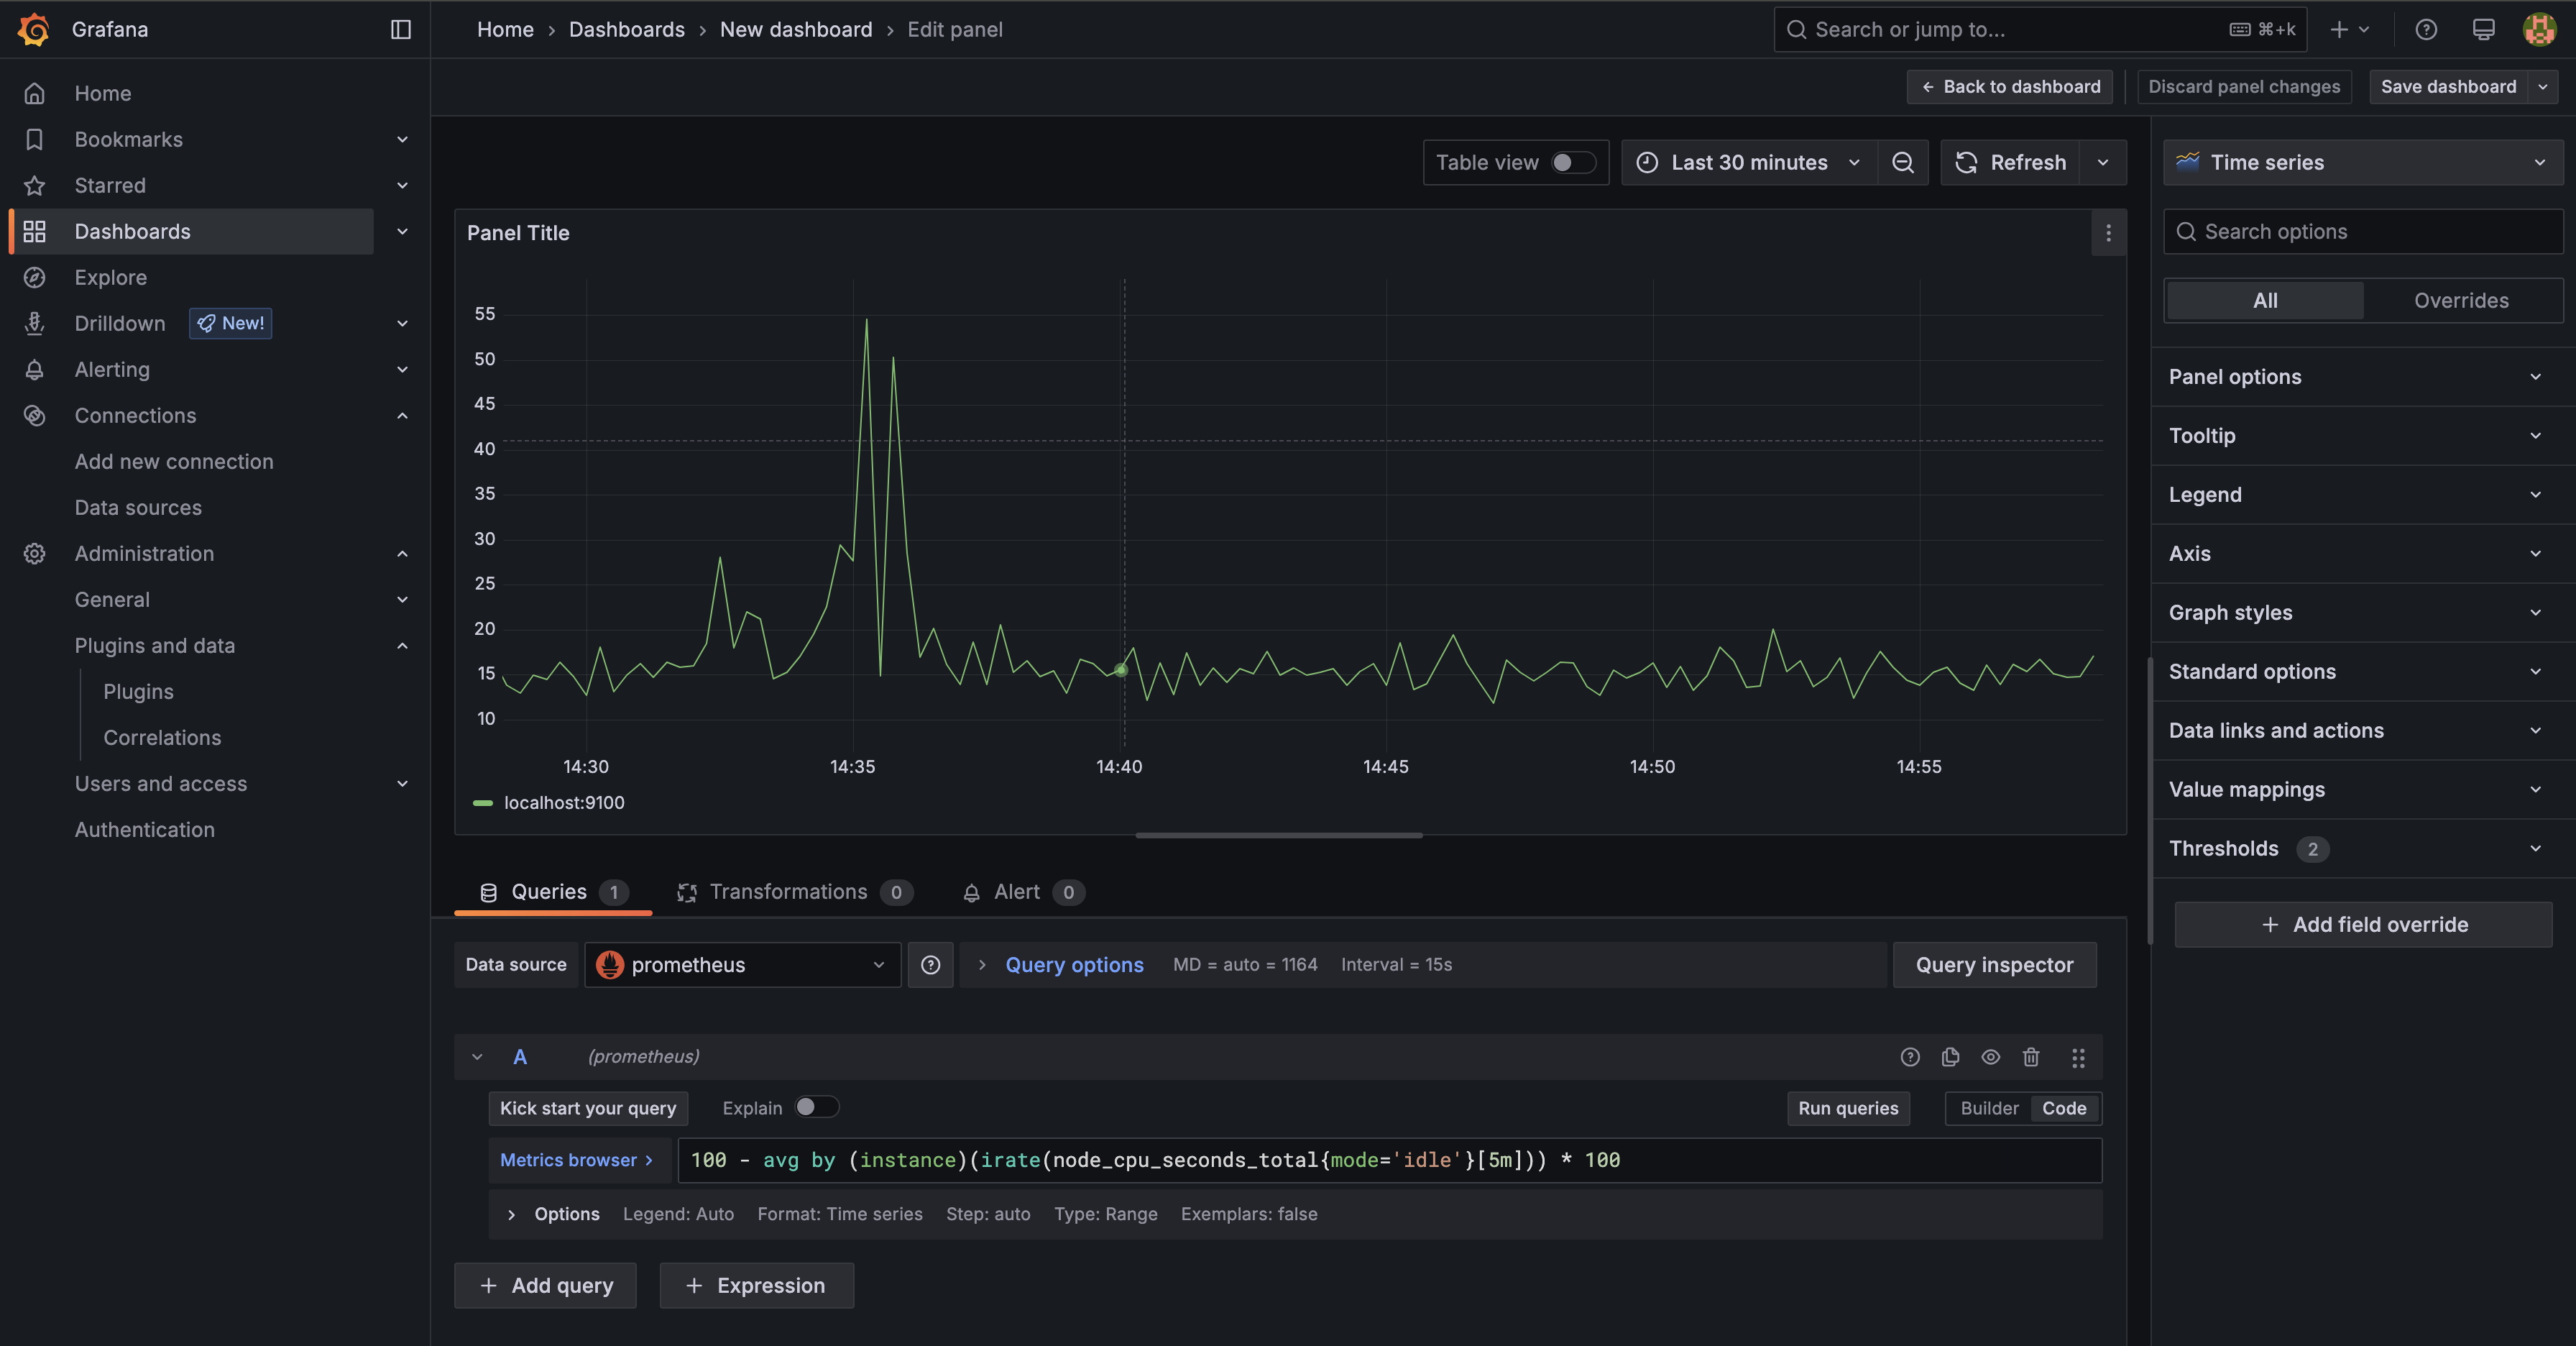 Grafana
Home › Dashboards › New dashboard › Edit panel
Search or jump to...
⌘+k
Back to dashboard
Discard panel changes
Save dashboard
Home
Bookmarks
Starred
Dashboards
Explore
Drilldown New!
Alerting
Connections
Add new connection
Data sources
Administration
General
Plugins and data
Plugins
Correlations
Users and access
Authentication
Table view
Last 30 minutes
Refresh
Panel Title
55
50
45
40
35
30
25
20
15
10
14:30 14:35 14:40 14:45 14:50 14:55
localhost:9100
Queries 1
Transformations 0
Alert 0
Data source prometheus
Query options MD = auto = 1164 Interval = 15s
Query inspector
A (prometheus)
Kick start your query Explain
Run queries
Builder Code
Metrics browser ›
100 - avg by (instance)(irate(node_cpu_seconds_total{mode='idle'}[5m])) * 100
Options Legend: Auto Format: Time series Step: auto Type: Range Exemplars: false
+ Add query
+ Expression
Time series
Search options
All Overrides
Panel options
Tooltip
Legend
Axis
Graph styles
Standard options
Data links and actions
Value mappings
Thresholds 2
+ Add field override